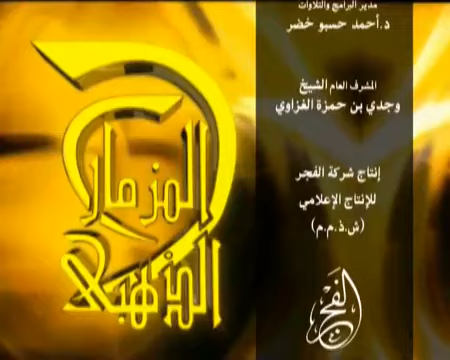 مدير البرامج والتلاوات
د.أحمد حسبو خضر
المشرف العام الشيخ
وجدي بن حمزة الغزاوي
إنتاج شركة الفجر
للإنتاج الإعلامي
(ش.ذ.م.م)
الفجر
المزمار
الذهبي